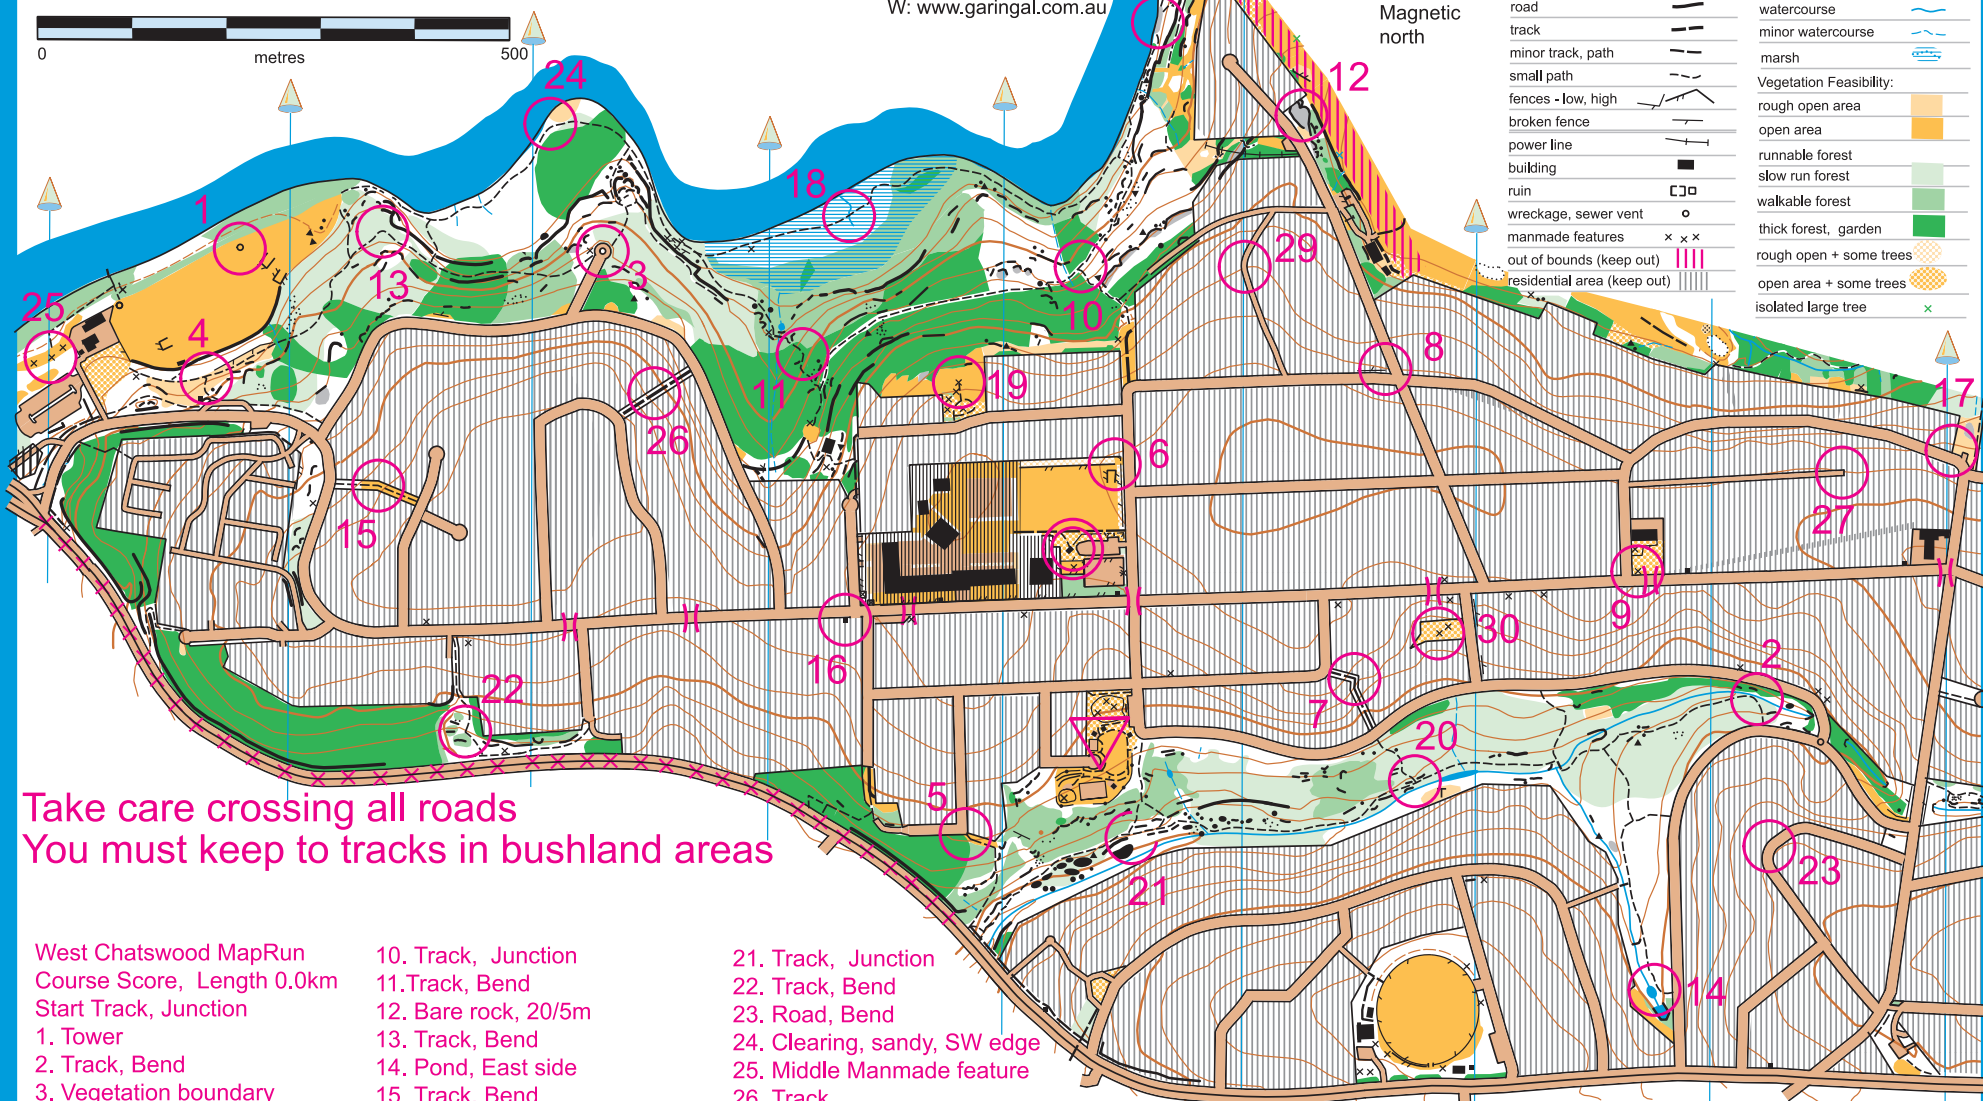 W: www.garingal.com.au
0 metres 500
Magnetic
north
road
track
minor track, path
small path
fences - low, high
broken fence
power line
building
ruin
wreckage, sewer vent
manmade features
out of bounds (keep out)
residential area (keep out)
watercourse
minor watercourse
marsh
Vegetation Feasibility:
rough open area
open area
runnable forest
slow run forest
walkable forest
thick forest, garden
rough open + some trees
open area + some trees
isolated large tree
24
12
18
1
13
3
29
10
25
4
8
11
19
17
26
6
15
27
9
30
16
2
22
7
20
5
21
23
14
Take care crossing all roads
You must keep to tracks in bushland areas
West Chatswood MapRun
Course Score, Length 0.0km
Start Track, Junction
1. Tower
2. Track, Bend
3. Vegetation boundary
10. Track, Junction
11.Track, Bend
12. Bare rock, 20/5m
13. Track, Bend
14. Pond, East side
15. Track, Bend
21. Track, Junction
22. Track, Bend
23. Road, Bend
24. Clearing, sandy, SW edge
25. Middle Manmade feature
26. Track